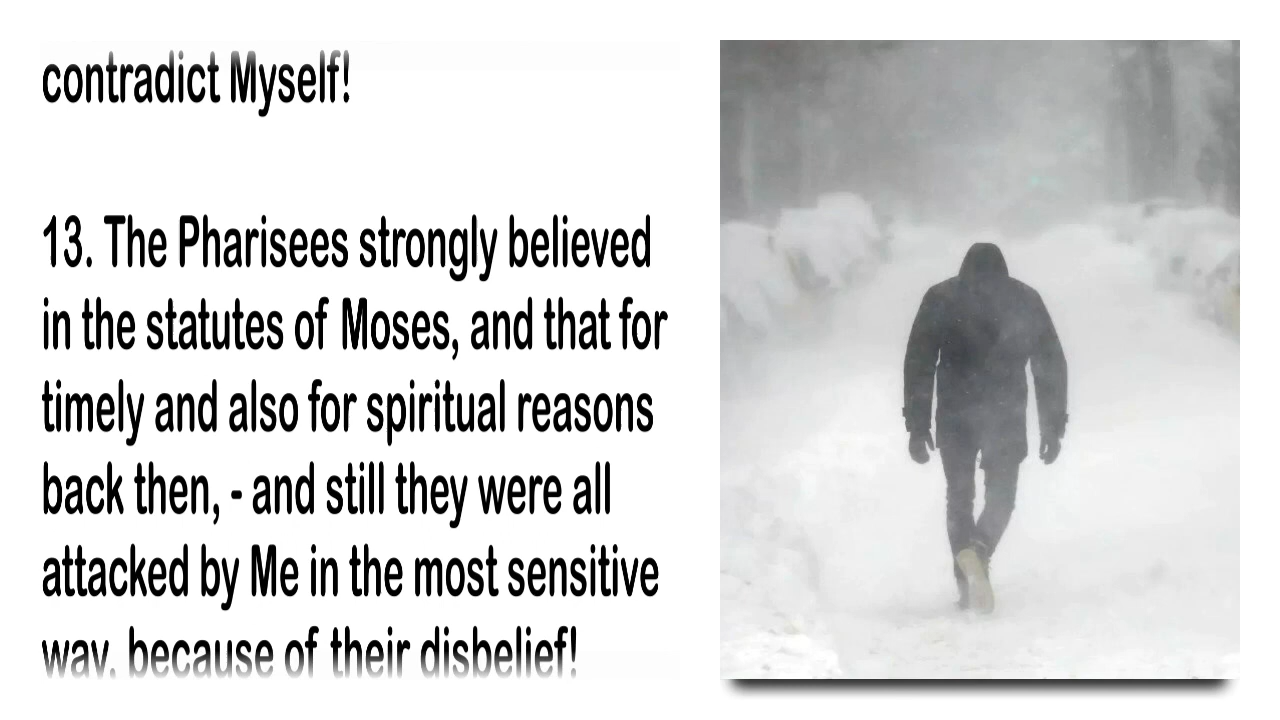 contradict Myself!
13. The Pharisees strongly believed
in the statutes of Moses, and that for
timely and also for spiritual reasons
back then, - and still they were all
attacked by Me in the most sensitive
way, because of their disbelief!